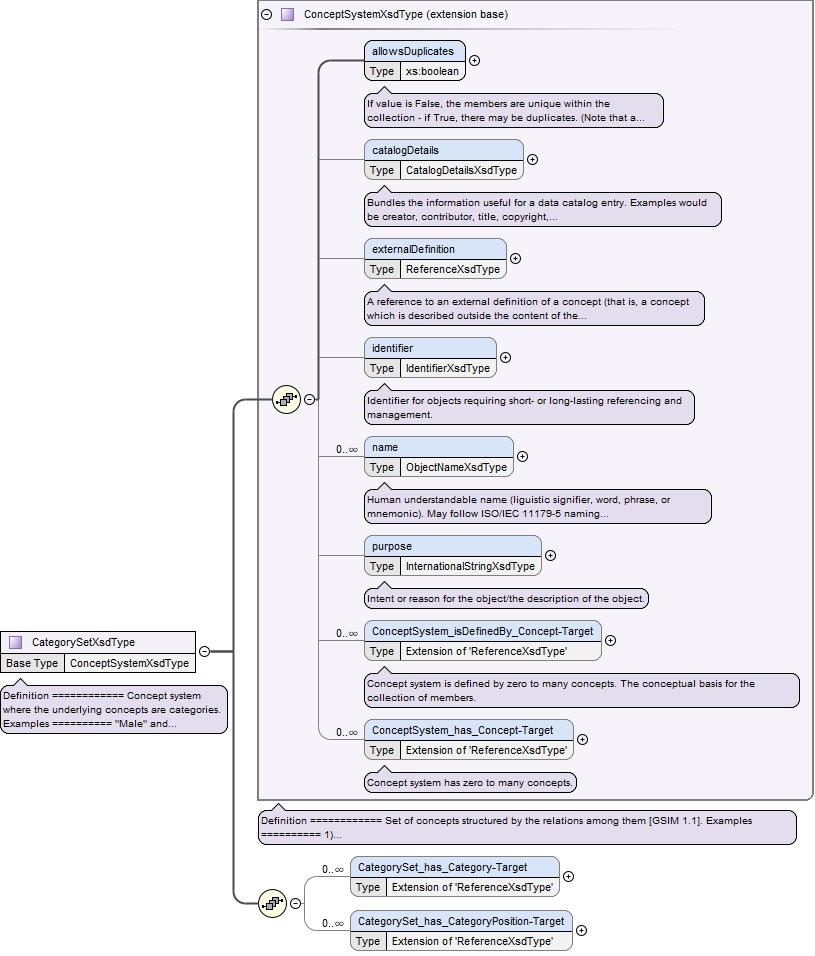 ConceptSystemXsdType (extension base)
allowsDuplicates
Type xs:boolean
If value is False, the members are unique within the
collection - if True, there may be duplicates. (Note that a...
catalogDetails
Type CatalogDetailsXsdType
Bundles the information useful for a data catalog entry. Examples would
be creator, contributor, title, copyright,...
externalDefinition
Type ReferenceXsdType
A reference to an external definition of a concept (that is, a concept
which is described outside the content of the...
identifier
Type IdentifierXsdType
Identifier for objects requiring short- or long-lasting referencing and
management.
0..∞ name
Type ObjectNameXsdType
Human understandable name (liguistic signifier, word, phrase, or
mnemonic). May follow ISO/IEC 11179-5 naming...
purpose
Type InternationalStringXsdType
Intent or reason for the object/the description of the object.
0..∞ ConceptSystem_isDefinedBy_Concept-Target
Type Extension of 'ReferenceXsdType'
Concept system is defined by zero to many concepts. The conceptual basis for the
collection of members.
0..∞ ConceptSystem_has_Concept-Target
Type Extension of 'ReferenceXsdType'
Concept system has zero to many concepts.
CategorySetXsdType
Base Type ConceptSystemXsdType
Definition ============ Concept system
where the underlying concepts are categories.
Examples ========== "Male" and...
Definition ============ Set of concepts structured by the relations among them [GSIM 1.1]. Examples
========== 1)...
0..∞ CategorySet_has_Category-Target
Type Extension of 'ReferenceXsdType'
0..∞ CategorySet_has_CategoryPosition-Target
Type Extension of 'ReferenceXsdType'